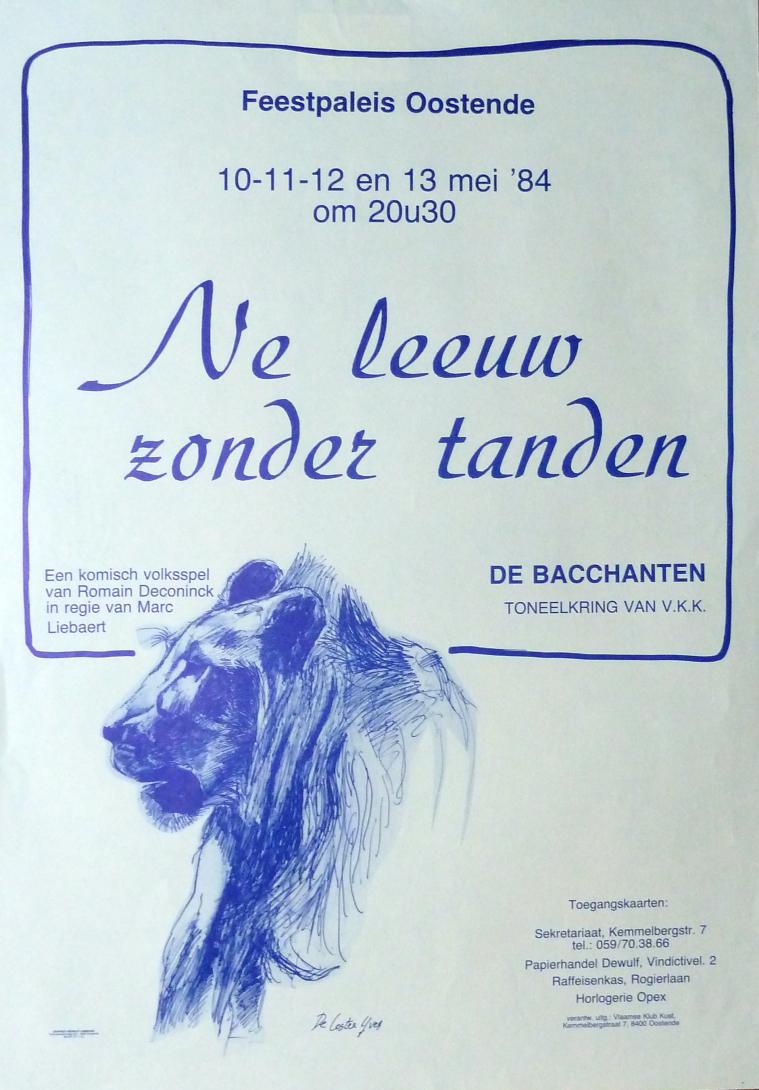 Feestpaleis Oostende
10-11-12 en 13 mei '84
om 20u30
Ne leeuw
zonder tanden
Een komisch volksspel
van Romain Deconinck
in regie van Marc
Liebaert
DE BACCHANTEN
TONEELKRING VAN V.K.K.
Toegangskaarten:
Sekretariaat, Kemmelbergstr. 7
tel.: 059/70.38.66
Papierhandel Dewulf, Vindictivel. 2
Raffeisenkas, Rogierlaan
Horlogerie Opex
verantw. uitg.: Vlaamse Klub Kust,
Kemmelbergstraat 7, 8400 Oostende
De Coster Yves